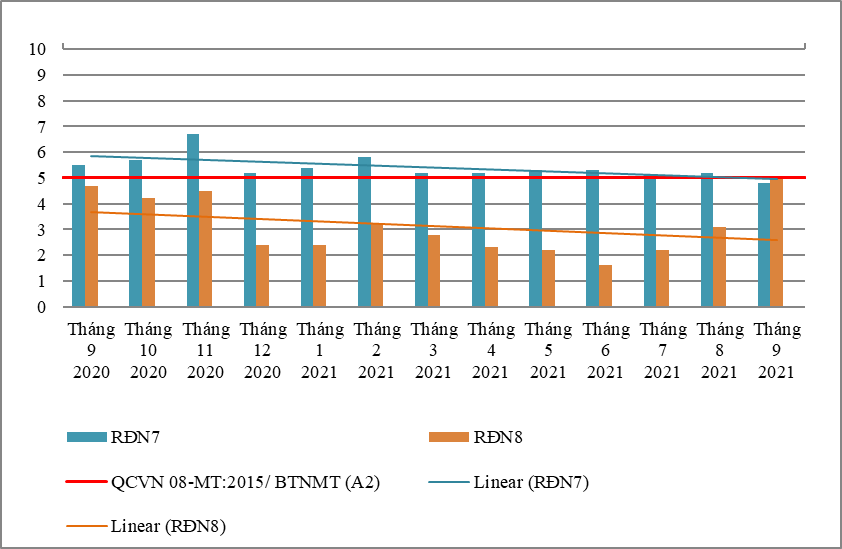 10
9
8
7
6
5
4
3
2
1
0
Tháng Tháng Tháng Tháng Tháng Tháng Tháng Tháng Tháng Tháng Tháng Tháng Tháng
9 10 11 12 1 2 3 4 5 6 7 8 9
2020 2020 2020 2020 2021 2021 2021 2021 2021 2021 2021 2021 2021
RĐN7 RĐN8
QCVN 08-MT:2015/ BTNMT (A2) Linear (RĐN7)
Linear (RĐN8)